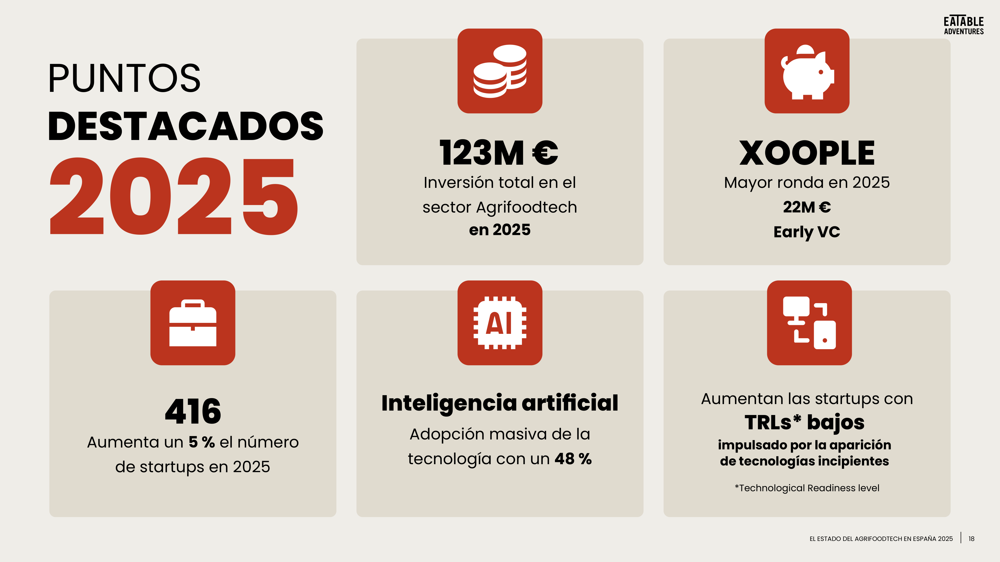 EATABLE
ADVENTURES
PUNTOS
DESTACADOS
2025
123M €
Inversión total en el
sector Agrifoodtech
en 2025
XOOPLE
Mayor ronda en 2025
22M €
Early VC
416
Aumenta un 5 % el número
de startups en 2025
AI
Inteligencia artificial
Adopción masiva de la
tecnología con un 48 %
Aumentan las startups con
TRLs* bajos
impulsado por la aparición
de tecnologías incipientes
*Technological Readiness level
EL ESTADO DEL AGRIFOODTECH EN ESPAÑA 2025 | 18